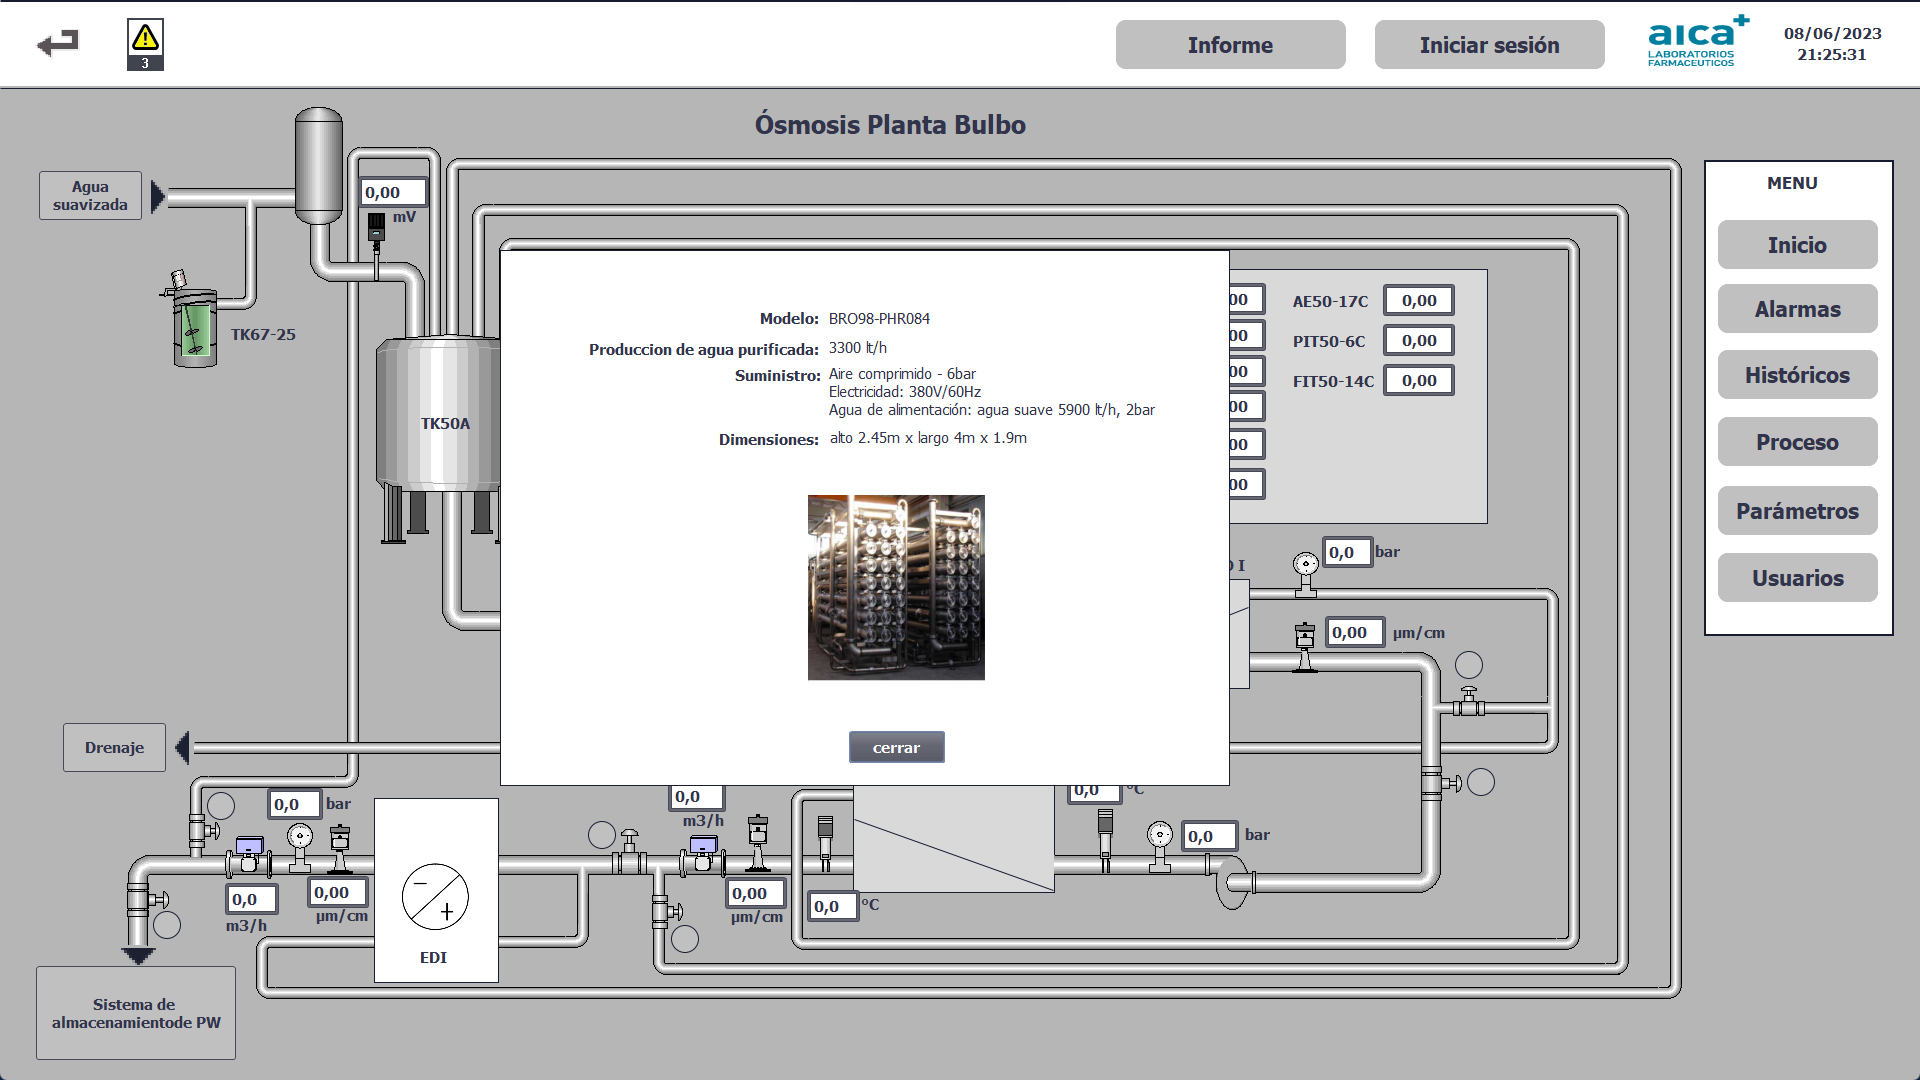 3
Informe
Iniciar sesión
aica+
LABORATORIOS
FARMACEUTICOS
08/06/2023
21:25:31
Ósmosis Planta Bulbo
Agua
suavizada
0,00
mV
TK67-25
TK50A
Modelo: BRO98-PHR084
Produccion de agua purificada: 3300 lt/h
Suministro: Aire comprimido - 6bar
Electricidad: 380V/60Hz
Agua de alimentación: agua suave 5900 lt/h, 2bar
Dimensiones: alto 2.45m x largo 4m x 1.9m
cerrar
00
00
00
00
00
00
AE50-17C 0,00
PIT50-6C 0,00
FIT50-14C 0,00
I
0,0 bar
0,00 µm/cm
MENU
Inicio
Alarmas
Históricos
Proceso
Parámetros
Usuarios
Drenaje
0,0 bar
0,0
m3/h
0,00
µm/cm
EDI
0,0
m3/h
0,00
µm/cm
0,0 °C
0,0 °C
0,0 bar
Sistema de
almacenamientode PW